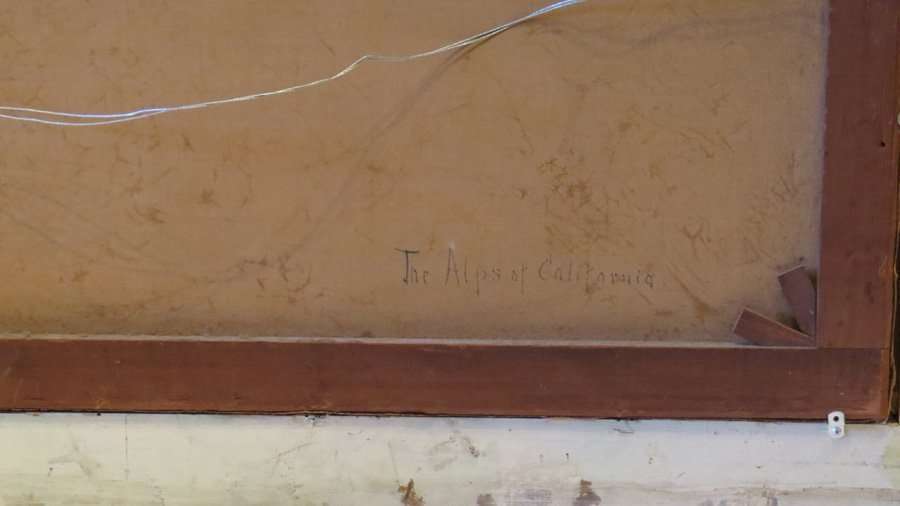 The Alps of California